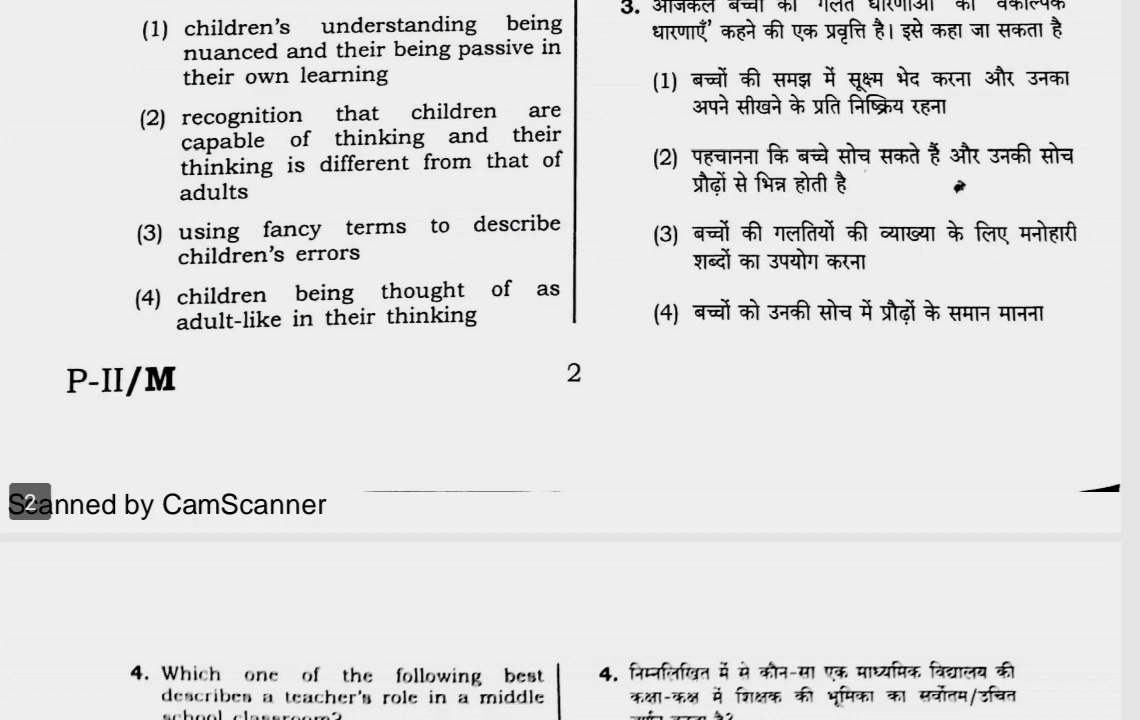 (1) children's understanding being
nuanced and their being passive in
their own learning
(2) recognition that children are
capable of thinking and their
thinking is different from that of
adults
(3) using fancy terms to describe
children's errors
(4) children being thought of as
adult-like in their thinking
3. आजकल बच्चों की 'गलत धारणाओं' को 'वैकल्पिक
धारणाएँ' कहने की एक प्रवृत्ति है। इसे कहा जा सकता है
(1) बच्चों की समझ में सूक्ष्म भेद करना और उनका
अपने सीखने के प्रति निष्क्रिय रहना
(2) पहचानना कि बच्चे सोच सकते हैं और उनकी सोच
प्रौढ़ों से भिन्न होती है
(3) बच्चों की गलतियों की व्याख्या के लिए मनोहारी
शब्दों का उपयोग करना
(4) बच्चों को उनकी सोच में प्रौढ़ों के समान मानना
P-II/M
2
Scanned by CamScanner
2
4. Which one of the following best
describes a teacher's role in a middle
school classroom?
4. निम्नलिखित में से कौन-सा एक माध्यमिक विद्यालय की
कक्षा-कक्ष में शिक्षक की भूमिका का सर्वोतम/उचित
वर्णन करता है?